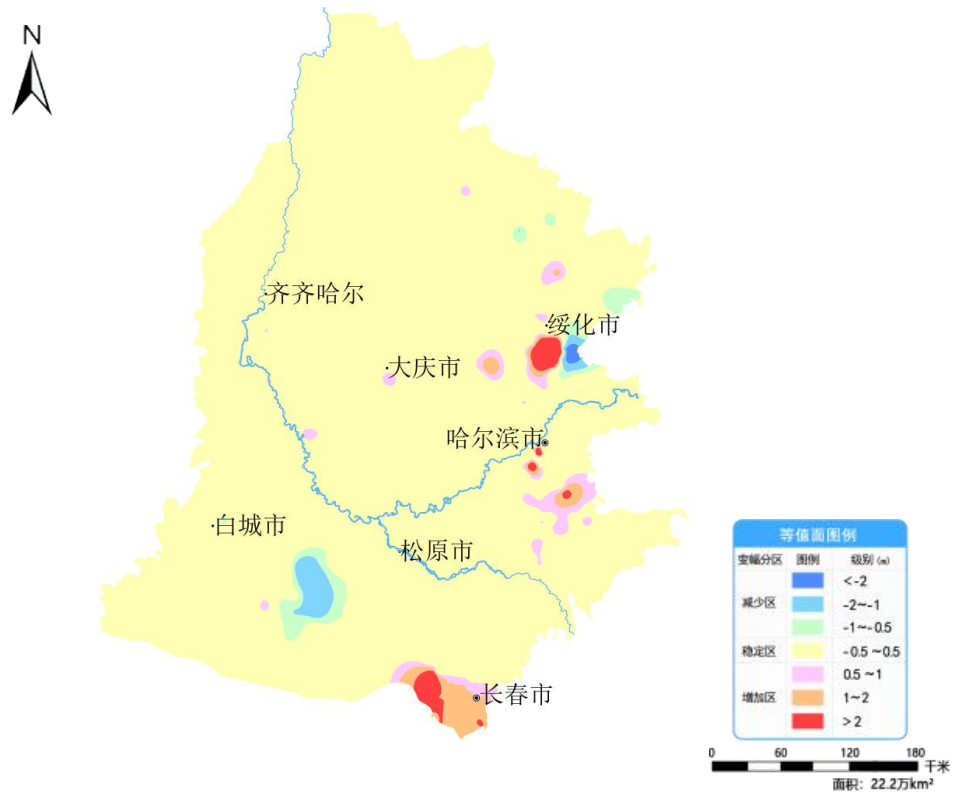 N
齐齐哈尔
绥化市
大庆市
哈尔滨市
白城市
松原市
长春市
等值面图例
变幅分区 图例 级别 (m)
<-2
减少区 -2~-1
-1~-0.5
稳定区 -0.5~0.5
0.5~1
增加区 1~2
>2
0 60 120 180
千米
面积：22.2万km²